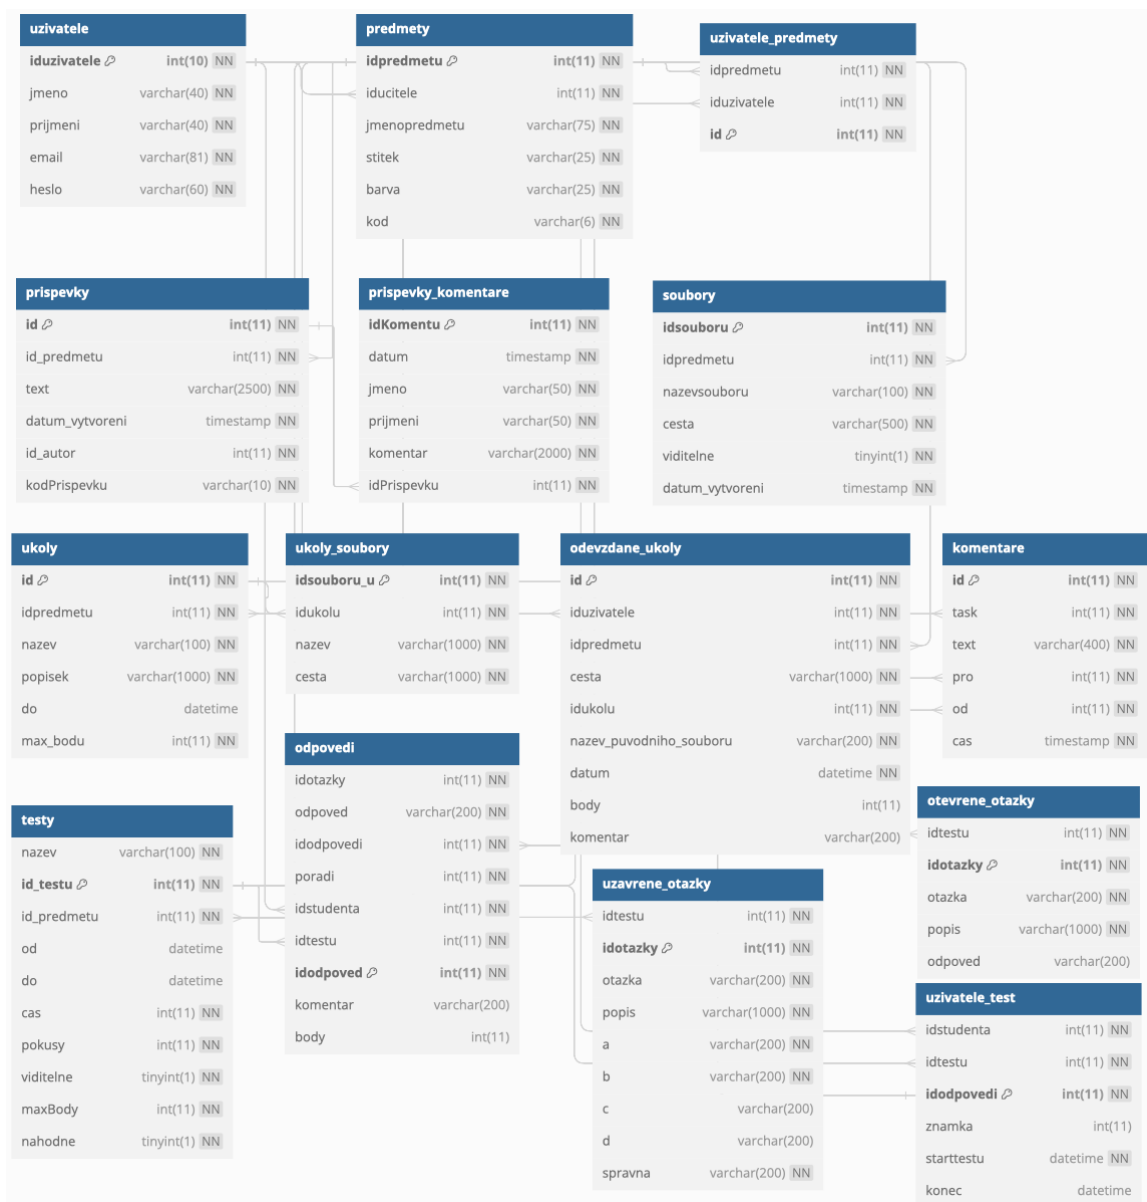 uzivatele
iduzivatele int(10) NN
jmeno varchar(40) NN
prijmeni varchar(40) NN
email varchar(81) NN
heslo varchar(60) NN
predmety
idpredmetu int(11) NN
iducitele int(11) NN
jmenopredmetu varchar(75) NN
stitek varchar(25) NN
barva varchar(25) NN
kod varchar(6) NN
uzivatele_predmety
idpredmetu int(11) NN
iduzivatele int(11) NN
id int(11) NN
prispevky
id int(11) NN
id_predmetu int(11) NN
text varchar(2500) NN
datum_vytvoreni timestamp NN
id_autor int(11) NN
kodPrispevku varchar(10) NN
prispevky_komentare
idKomentu int(11) NN
datum timestamp NN
jmeno varchar(50) NN
prijmeni varchar(50) NN
komentar varchar(2000) NN
idPrispevku int(11) NN
soubory
idsouboru int(11) NN
idpredmetu int(11) NN
nazevsouboru varchar(100) NN
cesta varchar(500) NN
viditelne tinyint(1) NN
datum_vytvoreni timestamp NN
ukoly
id int(11) NN
idpredmetu int(11) NN
nazev varchar(100) NN
popisek varchar(1000) NN
do datetime
max_bodu int(11) NN
ukoly_soubory
idsouboru_u int(11) NN
idukolu int(11) NN
nazev varchar(1000) NN
cesta varchar(1000) NN
odevzdane_ukoly
id int(11) NN
iduzivatele int(11) NN
idpredmetu int(11) NN
cesta varchar(1000) NN
idukolu int(11) NN
nazev_puvodniho_souboru varchar(200) NN
datum datetime NN
body int(11)
komentar varchar(200)
komentare
id int(11) NN
task int(11) NN
text varchar(400) NN
pro int(11) NN
od int(11) NN
cas timestamp NN
testy
nazev varchar(100) NN
id_testu int(11) NN
id_predmetu int(11) NN
od datetime
do datetime
cas int(11) NN
pokusy int(11) NN
viditelne tinyint(1) NN
maxBody int(11) NN
nahodne tinyint(1) NN
odpovedi
idotazky int(11) NN
odpoved varchar(200) NN
idodpovedi int(11) NN
poradi int(11) NN
idstudenta int(11) NN
idtestu int(11) NN
idodpoved int(11) NN
komentar varchar(200)
body int(11)
uzavrene_otazky
idtestu int(11) NN
idotazky int(11) NN
otazka varchar(200) NN
popis varchar(1000) NN
a varchar(200) NN
b varchar(200) NN
c varchar(200)
d varchar(200)
spravna varchar(200) NN
otevrene_otazky
idtestu int(11) NN
idotazky int(11) NN
otazka varchar(200) NN
popis varchar(1000) NN
odpoved varchar(200)
uzivatele_test
idstudenta int(11) NN
idtestu int(11) NN
idodpovedi int(11) NN
znamka int(11)
starttestu datetime NN
konec datetime